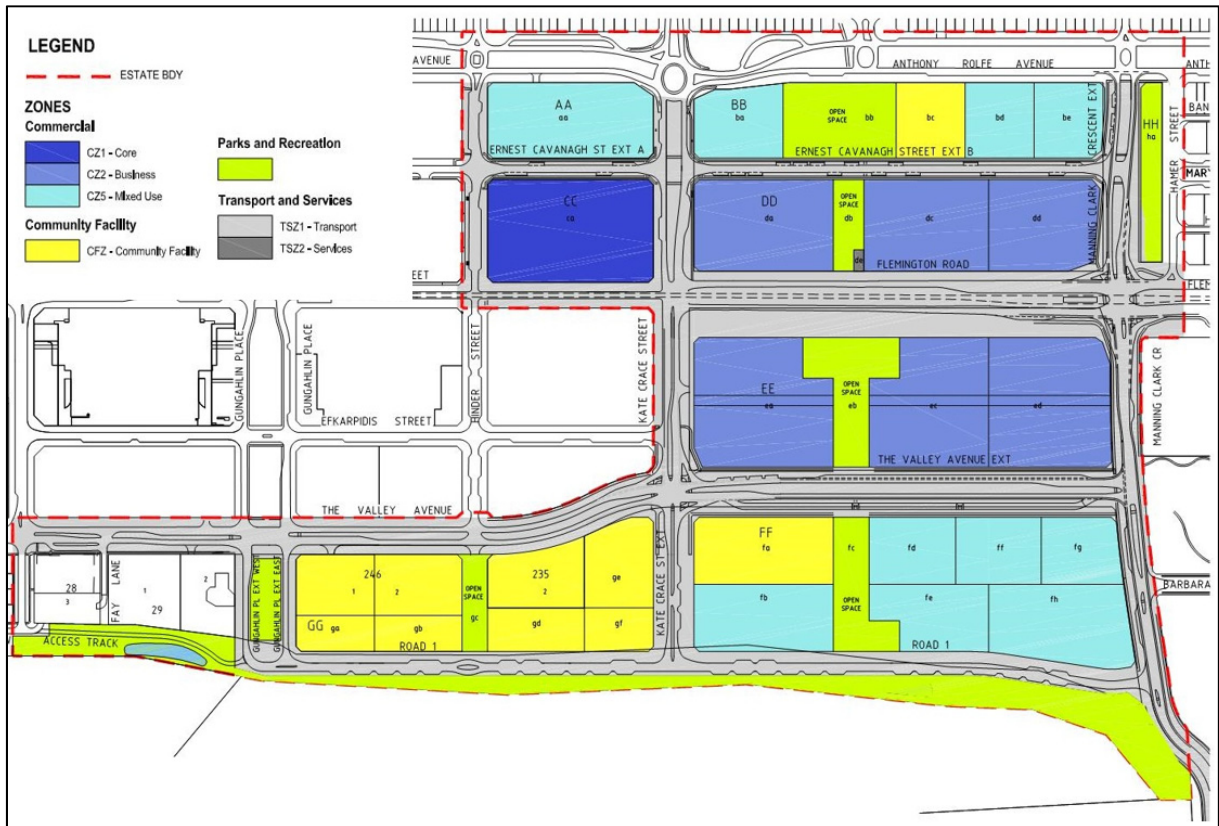 LEGEND
ESTATE BDY
ZONES
Commercial
CZ1 - Core
CZ2 - Business
CZ5 - Mixed Use
Community Facility
CFZ - Community Facility
Parks and Recreation
Transport and Services
TSZ1 - Transport
TSZ2 - Services
AVENUE
ANTHONY ROLFE AVENUE
ANTH
AA
aa
BB
ba
OPEN
SPACE
bb
bc
bd
be
CRESCENT EXT
HH
ha
HAMER STREET
BAN
MAR
ERNEST CAVANAGH ST EXT A
ERNEST CAVANAGH STREET EXT B
CC
ca
DD
da
OPEN
SPACE
db
de
dc
dd
MANNING CLARK
FLEMINGTON ROAD
FLEM
EET
GUNGAHLIN PLACE
GUNGAHLIN PLACE
HINDER STREET
KATE CRACE STREET
EFKARPIDIS STREET
EE
ea
OPEN
SPACE
eb
ec
ed
MANNING CLARK CR
THE VALLEY AVENUE EXT
THE VALLEY AVENUE
28
3
FAY LANE
1
29
2
GUNGAHLIN PL EXT WEST
GUNGAHLIN PL EXT EAST
246
1
2
GG
ga
gb
OPEN
SPACE
gc
235
2
ge
gd
gf
ROAD 1
KATE CRACE ST EXT
FF
fa
fb
fc
OPEN
SPACE
fd
ff
fg
fe
fh
ROAD 1
BARBARA
ACCESS TRACK